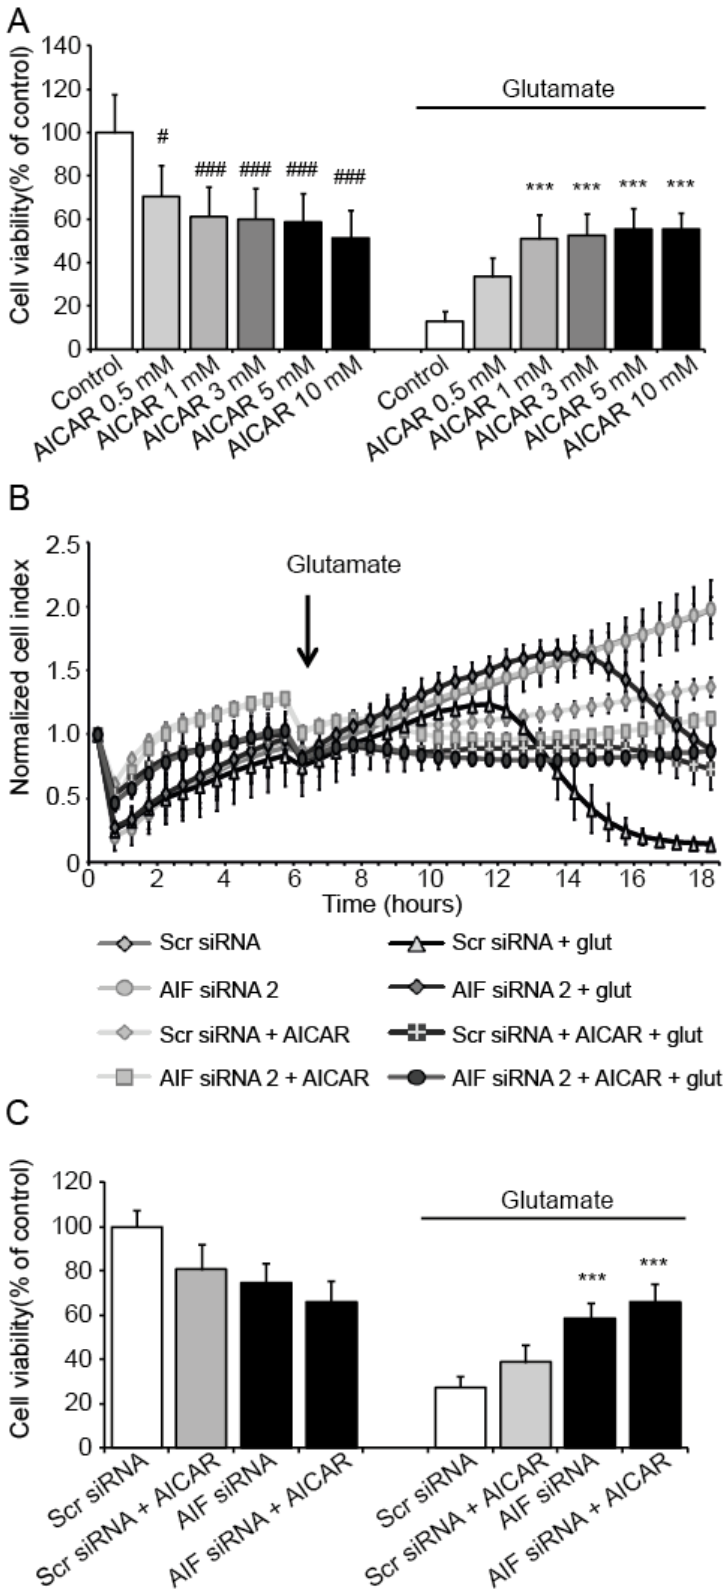 A
Cell viability(% of control)
140
120
100
80
60
40
20
0
Glutamate
#
###
###
###
###
***
***
***
***
Control
AICAR 0.5 mM
AICAR 1 mM
AICAR 3 mM
AICAR 5 mM
AICAR 10 mM
Control
AICAR 0.5 mM
AICAR 1 mM
AICAR 3 mM
AICAR 5 mM
AICAR 10 mM
B
Normalized cell index
2.5
2.0
1.5
1.0
0.5
0
Glutamate
0 2 4 6 8 10 12 14 16 18
Time (hours)
Scr siRNA
AIF siRNA 2
Scr siRNA + AICAR
AIF siRNA 2 + AICAR
Scr siRNA + glut
AIF siRNA 2 + glut
Scr siRNA + AICAR + glut
AIF siRNA 2 + AICAR + glut
C
Cell viability(% of control)
120
100
80
60
40
20
0
Glutamate
***
***
Scr siRNA
Scr siRNA + AICAR
AIF siRNA
AIF siRNA + AICAR
Scr siRNA
Scr siRNA + AICAR
AIF siRNA
AIF siRNA + AICAR